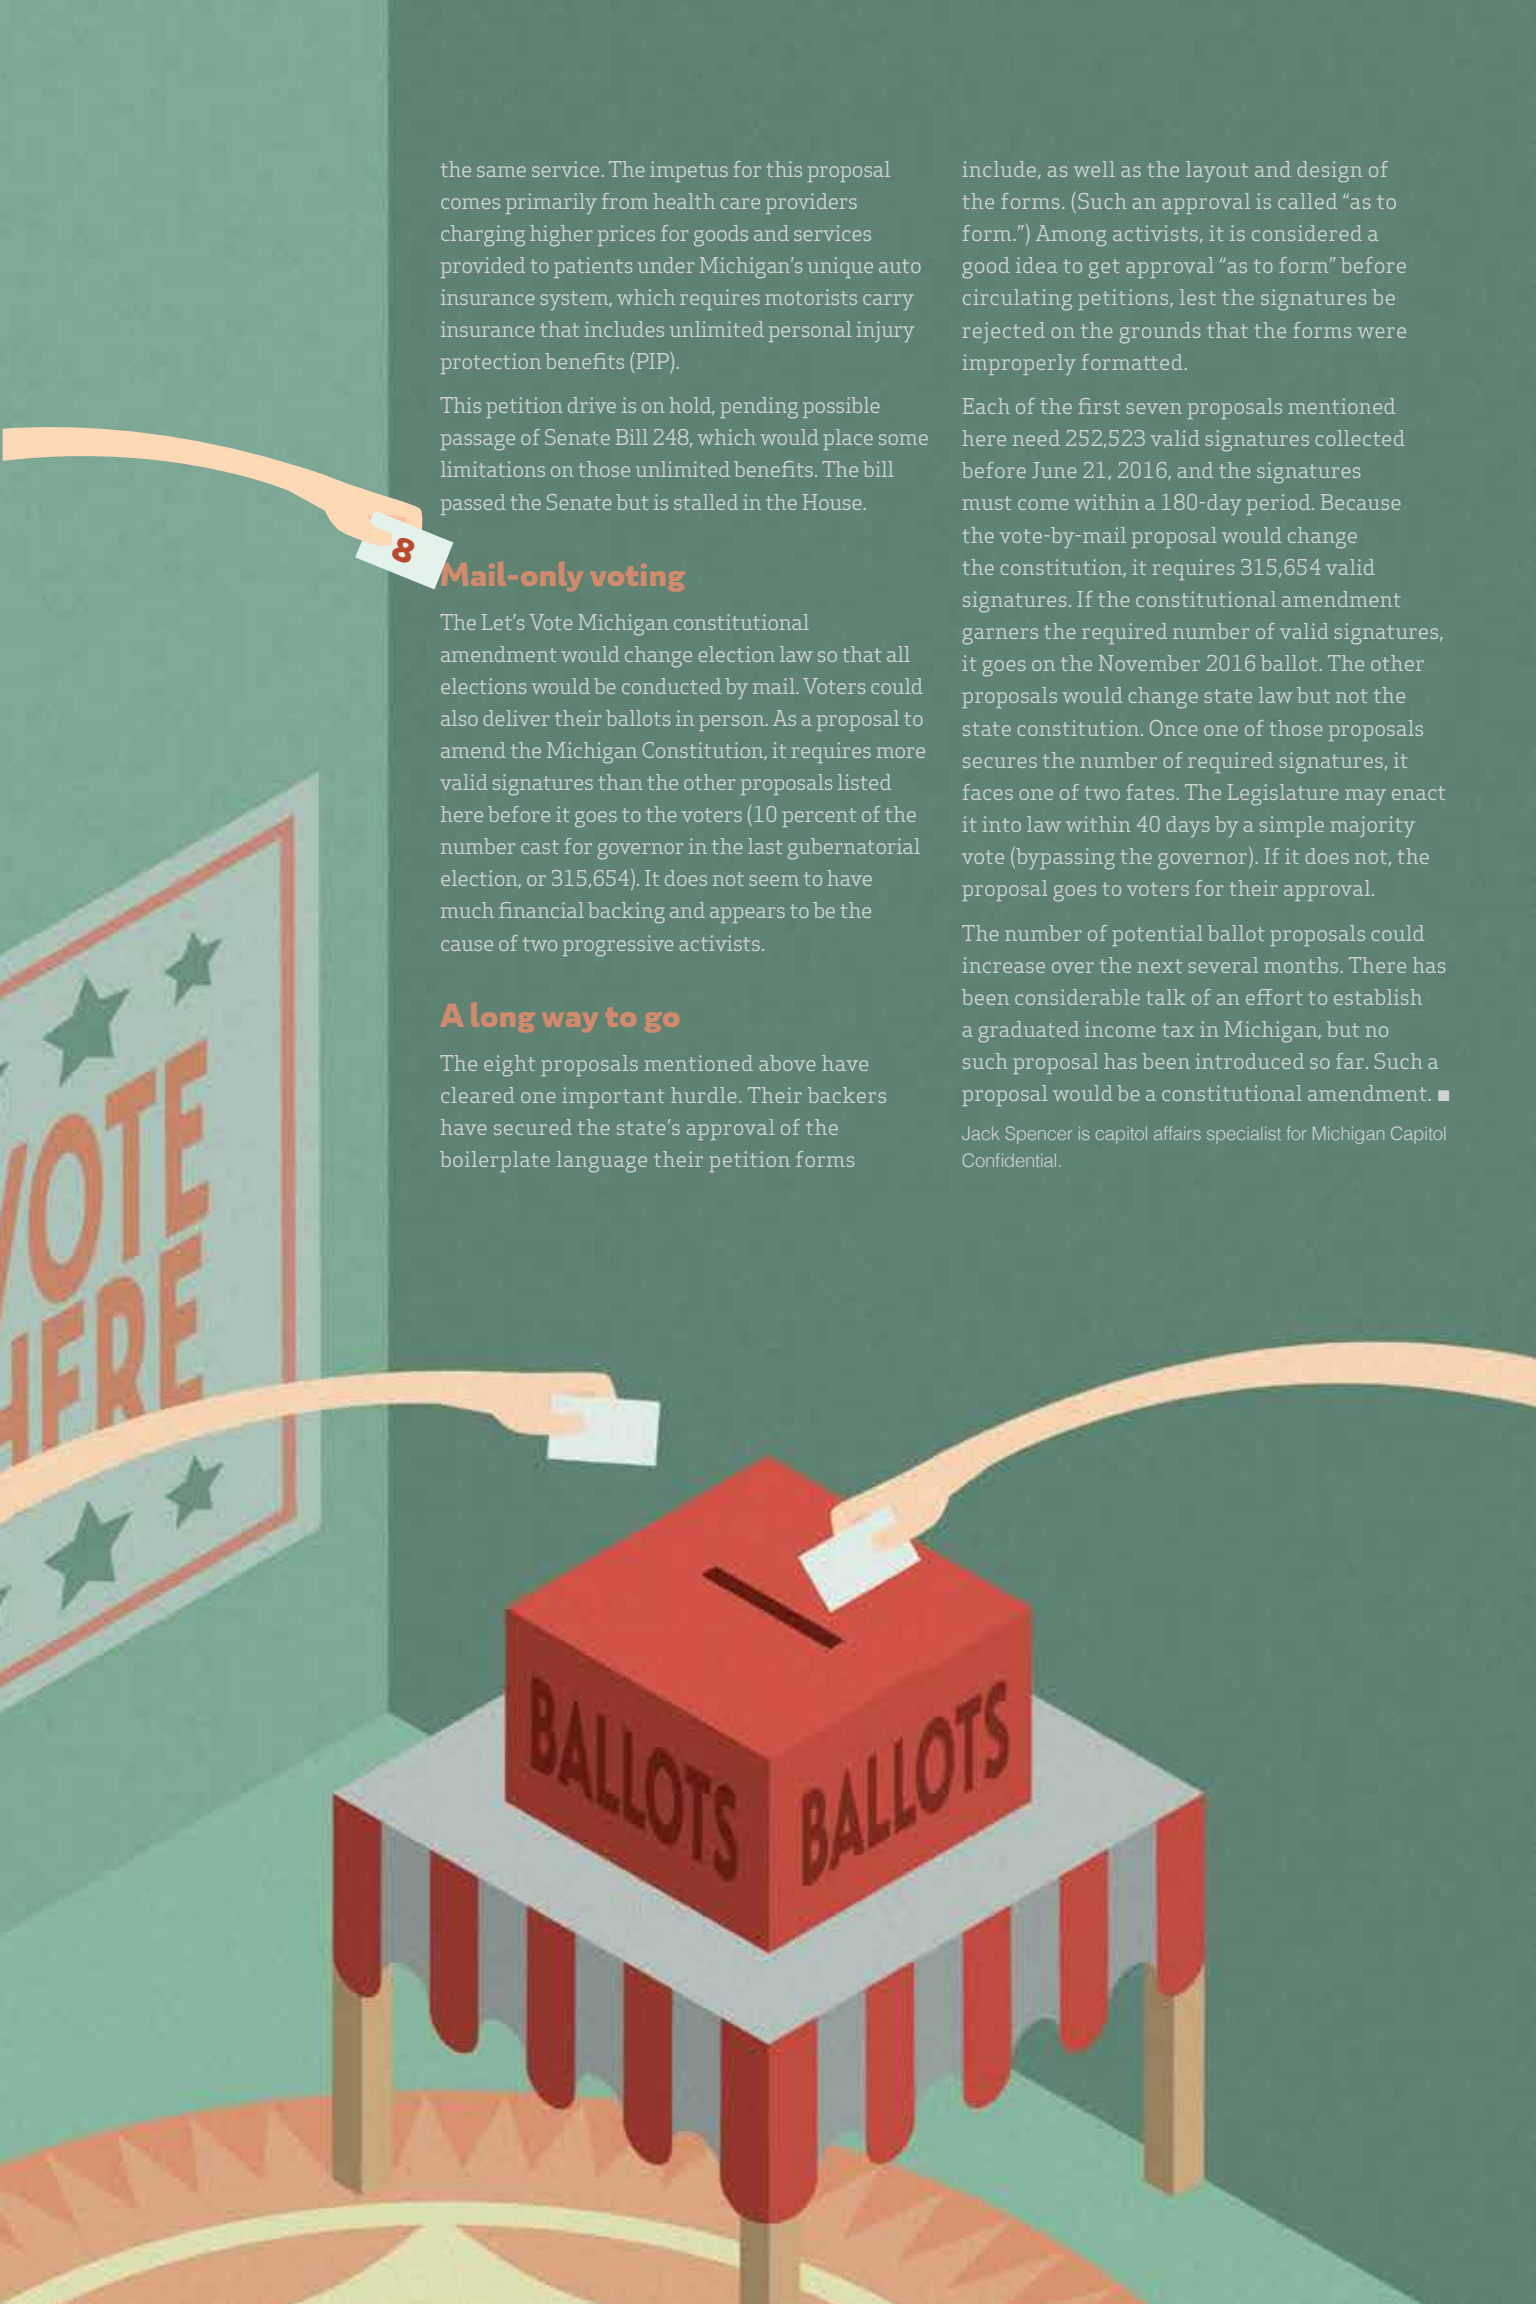 the same service. The impetus for this proposal
comes primarily from health care providers
charging higher prices for goods and services
provided to patients under Michigan’s unique auto
insurance system, which requires motorists carry
insurance that includes unlimited personal injury
protection benefits (PIP).
This petition drive is on hold, pending possible
passage of Senate Bill 248, which would place some
limitations on those unlimited benefits. The bill
passed the Senate but is stalled in the House.
8
Mail-only voting
The Let’s Vote Michigan constitutional
amendment would change election law so that all
elections would be conducted by mail. Voters could
also deliver their ballots in person. As a proposal to
amend the Michigan Constitution, it requires more
valid signatures than the other proposals listed
here before it goes to the voters (10 percent of the
number cast for governor in the last gubernatorial
election, or 315,654). It does not seem to have
much financial backing and appears to be the
cause of two progressive activists.
A long way to go
The eight proposals mentioned above have
cleared one important hurdle. Their backers
have secured the state’s approval of the
boilerplate language their petition forms
include, as well as the layout and design of
the forms. (Such an approval is called “as to
form.”) Among activists, it is considered a
good idea to get approval “as to form” before
circulating petitions, lest the signatures be
rejected on the grounds that the forms were
improperly formatted.
Each of the first seven proposals mentioned
here need 252,523 valid signatures collected
before June 21, 2016, and the signatures
must come within a 180-day period. Because
the vote-by-mail proposal would change
the constitution, it requires 315,654 valid
signatures. If the constitutional amendment
garners the required number of valid signatures,
it goes on the November 2016 ballot. The other
proposals would change state law but not the
state constitution. Once one of those proposals
secures the number of required signatures, it
faces one of two fates. The Legislature may enact
it into law within 40 days by a simple majority
vote (bypassing the governor). If it does not, the
proposal goes to voters for their approval.
The number of potential ballot proposals could
increase over the next several months. There has
been considerable talk of an effort to establish
a graduated income tax in Michigan, but no
such proposal has been introduced so far. Such a
proposal would be a constitutional amendment. ■
Jack Spencer is capitol affairs specialist for Michigan Capitol
Confidential.
VOTE
HERE
BALLOTS
BALLOTS